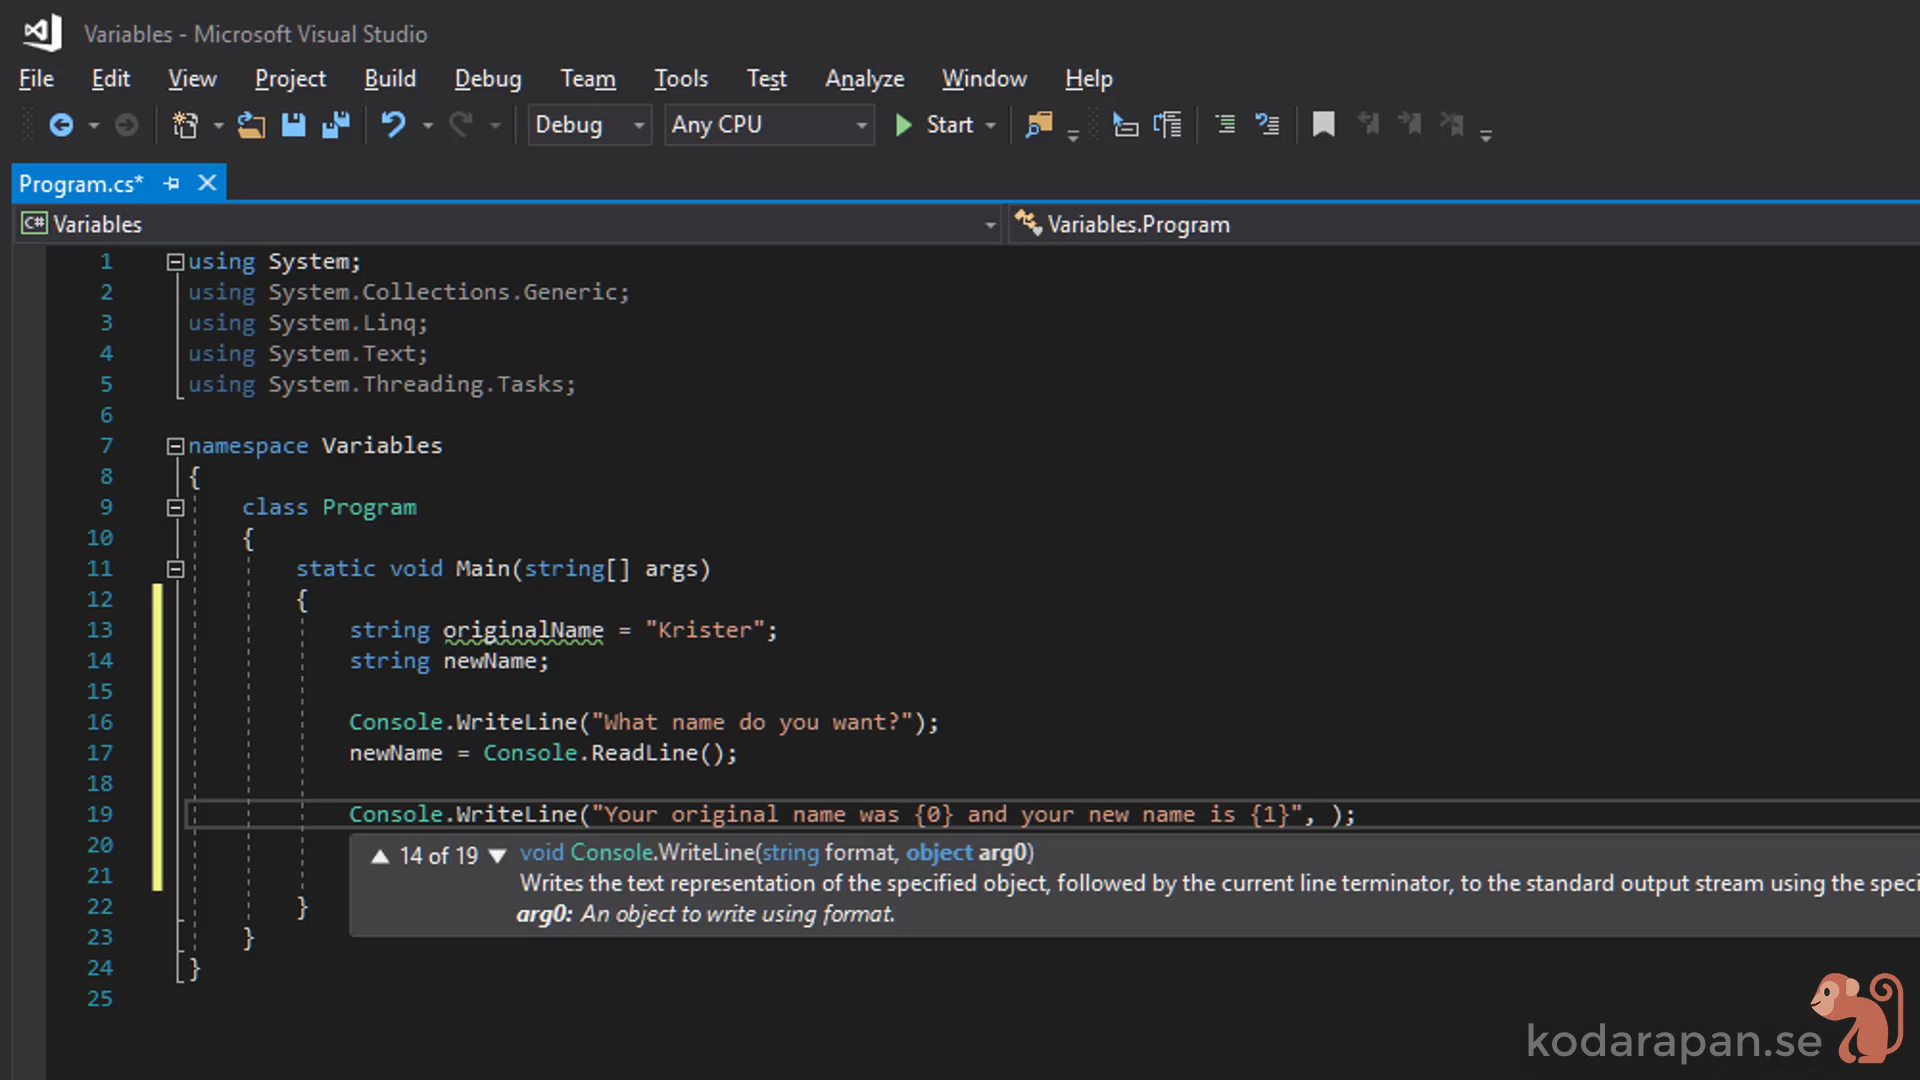 Variables - Microsoft Visual Studio
File Edit View Project Build Debug Team Tools Test Analyze Window Help
Debug Any CPU Start
Program.cs*
C# Variables Variables.Program
1 using System;
2 using System.Collections.Generic;
3 using System.Linq;
4 using System.Text;
5 using System.Threading.Tasks;
6
7 namespace Variables
8 {
9 class Program
10 {
11 static void Main(string[] args)
12 {
13 string originalName = "Krister";
14 string newName;
15
16 Console.WriteLine("What name do you want?");
17 newName = Console.ReadLine();
18
19 Console.WriteLine("Your original name was {0} and your new name is {1}", );
20 ▲ 14 of 19 ▼ void Console.WriteLine(string format, object arg0)
21 Writes the text representation of the specified object, followed by the current line terminator, to the standard output stream using the speci
22 } arg0: An object to write using format.
23 }
24 }
25
kodarapan.se